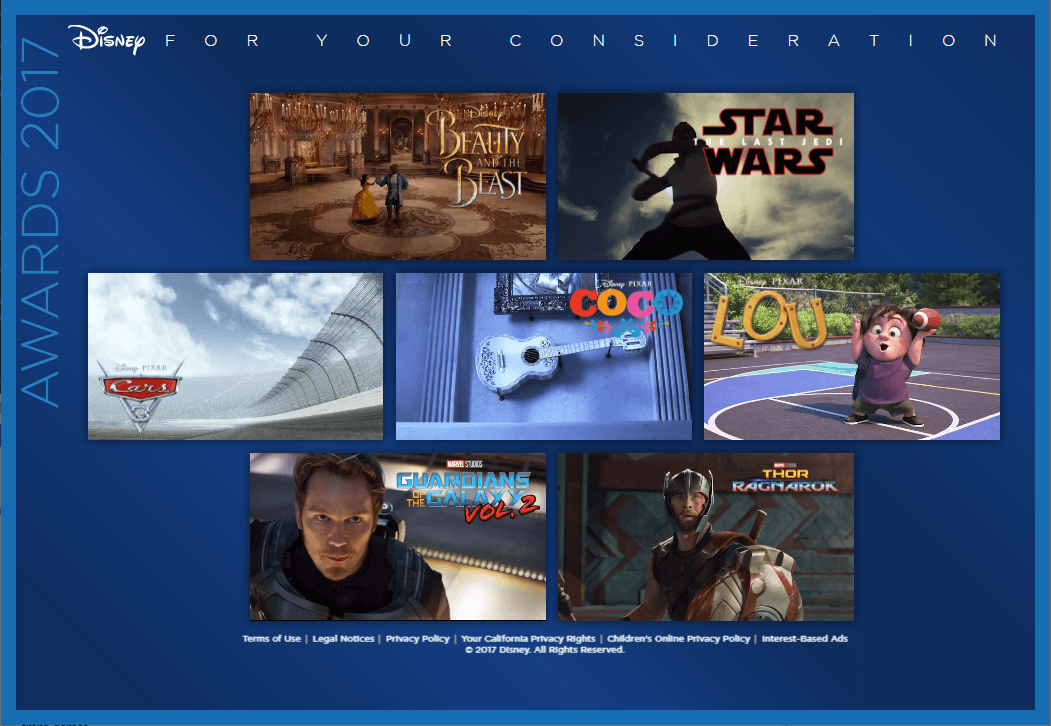 Disney FOR YOUR CONSIDERATION
AWARDS 2017
Disney
BEAUTY
AND THE
BEAST
STAR
THE LAST JEDI
WARS
Disney·PIXAR
Cars
3
Disney·PIXAR
COCO
Disney PIXAR
LOU
MARVEL STUDIOS
GUARDIANS
OF THE GALAXY
VOL. 2
THOR
RAGNAROK
Terms of Use | Legal Notices | Privacy Policy | Your California Privacy Rights | Children's Online Privacy Policy | Interest-Based Ads
© 2017 Disney. All Rights Reserved.